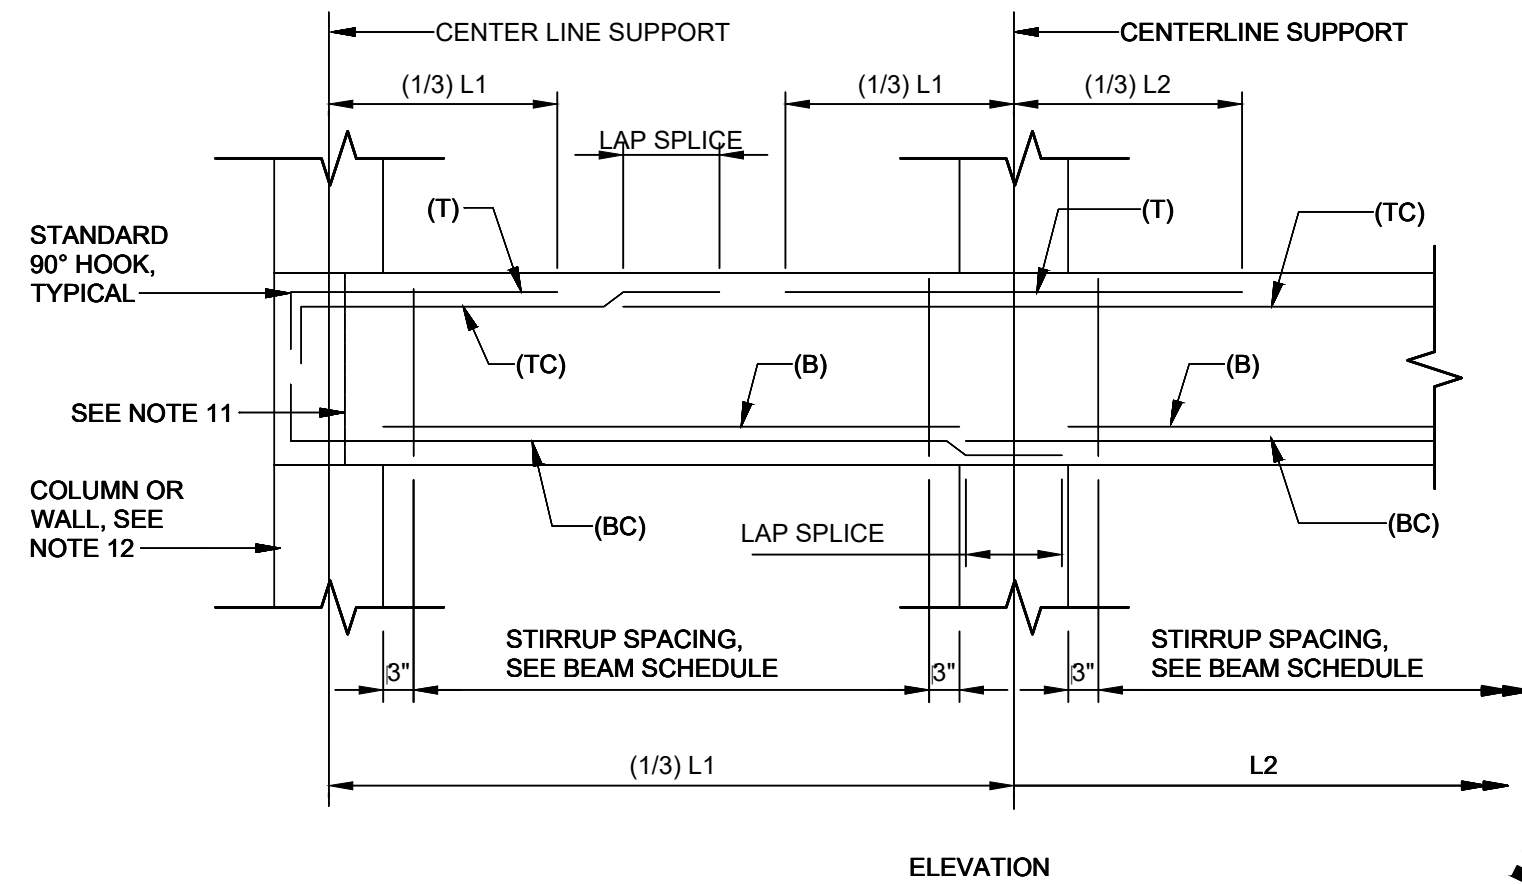 CENTER LINE SUPPORT
CENTERLINE SUPPORT
(1/3) L1
(1/3) L1
(1/3) L2
LAP SPLICE
(T)
(T)
(TC)
STANDARD
90° HOOK,
TYPICAL
(TC)
(B)
(B)
SEE NOTE 11
COLUMN OR
WALL, SEE
NOTE 12
(BC)
(BC)
LAP SPLICE
STIRRUP SPACING,
SEE BEAM SCHEDULE
STIRRUP SPACING,
SEE BEAM SCHEDULE
3"
3"
3"
(1/3) L1
L2
ELEVATION